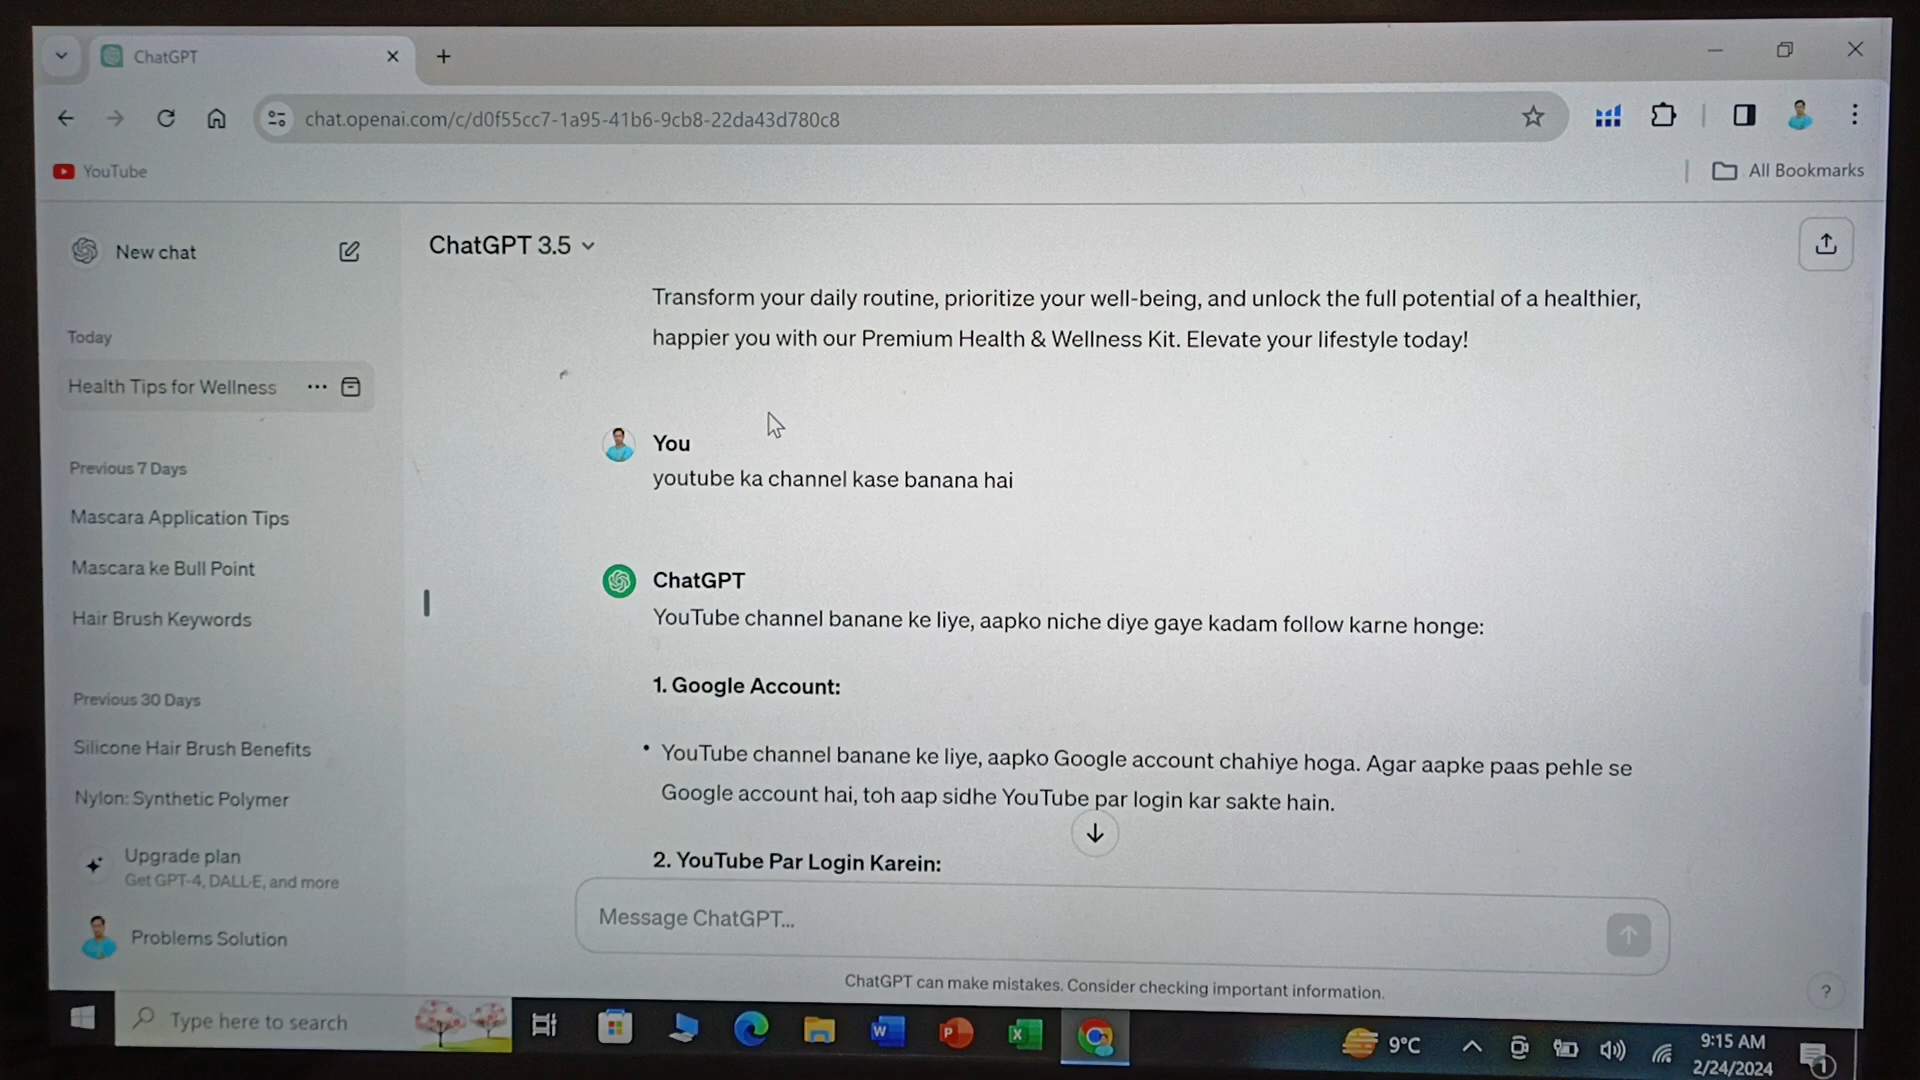 ChatGPT
chat.openai.com/c/d0f55cc7-1a95-41b6-9cb8-22da43d780c8
YouTube
All Bookmarks
New chat
ChatGPT 3.5
Today
Health Tips for Wellness
Previous 7 Days
Mascara Application Tips
Mascara ke Bull Point
Hair Brush Keywords
Previous 30 Days
Silicone Hair Brush Benefits
Nylon: Synthetic Polymer
Upgrade plan
Get GPT-4, DALL·E, and more
Problems Solution
Transform your daily routine, prioritize your well-being, and unlock the full potential of a healthier,
happier you with our Premium Health & Wellness Kit. Elevate your lifestyle today!
You
youtube ka channel kase banana hai
ChatGPT
YouTube channel banane ke liye, aapko niche diye gaye kadam follow karne honge:
1. Google Account:
• YouTube channel banane ke liye, aapko Google account chahiye hoga. Agar aapke paas pehle se
Google account hai, toh aap sidhe YouTube par login kar sakte hain.
2. YouTube Par Login Karein:
Message ChatGPT...
ChatGPT can make mistakes. Consider checking important information.
?
Type here to search
W
P
X
9°C
9:15 AM
2/24/2024
1